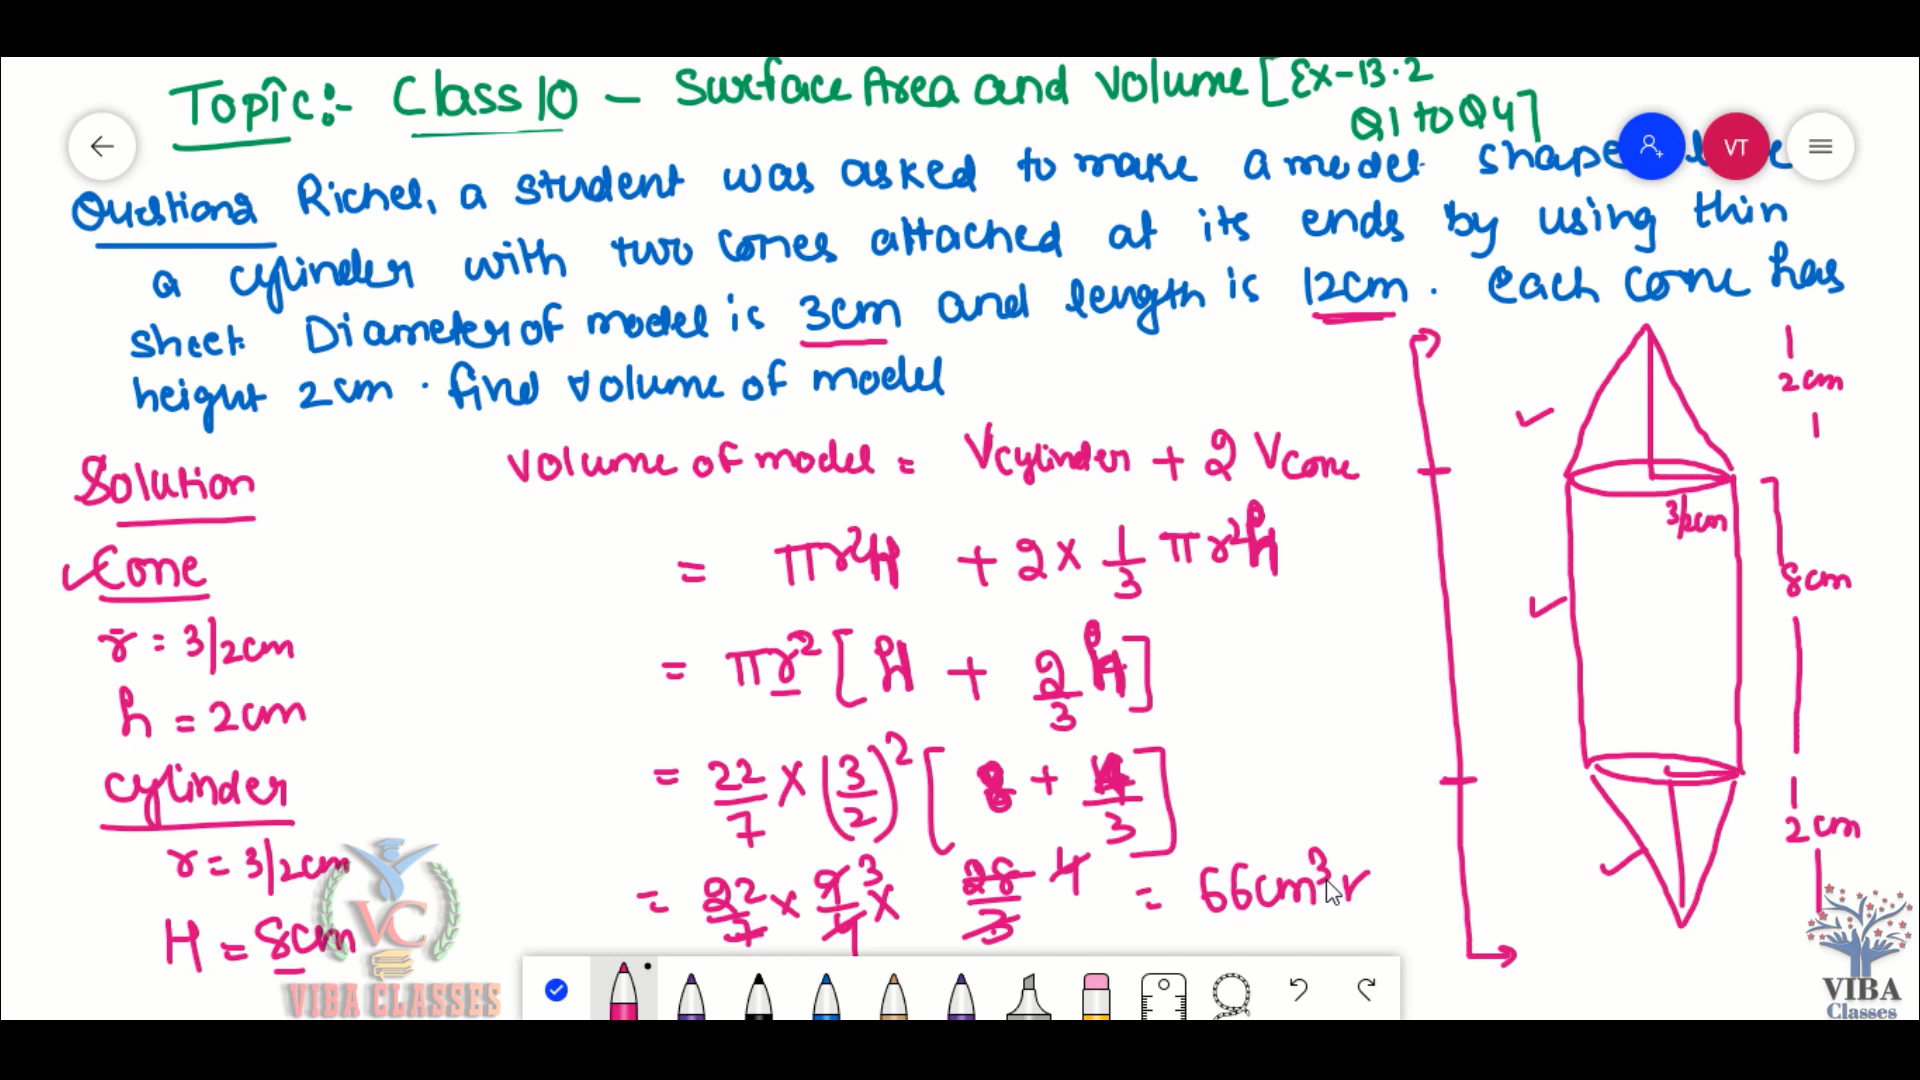 Topic:- Class 10 - Surface Area and Volume [Ex-13.2
Q1 to Q4]
VT
Question2 Richel, a student was asked to make a model shape
a cylinder with two cones attached at its ends by using thin
sheet. Diameter of model is 3cm and length is 12cm. each cone has
height 2cm. find volume of model
Solution
Volume of model = Vcylinder + 2 Vcone
Cone
= πr²H + 2 × 1/3 πr²h
r = 3/2cm
= πr² [H + 2/3 h]
h = 2cm
cylinder
= 22/7 × (3/2)² [8 + 4/3]
r = 3/2cm
= 22/7 × 9/4 3 × 28/3 4 = 66cm³
H = 8cm
2cm
3/2cm
8cm
2cm
VC
VIBA CLASSES
VIBA
Classes